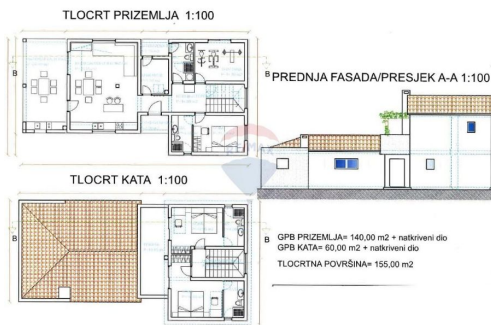 TLOCRT PRIZEMLJA 1:100
B
B
PREDNJA FASADA/PRESJEK A-A 1:100
TLOCRT KATA 1:100
B
B
GPB PRIZEMLJA= 140,00 m2 + natkriveni dio
GPB KATA= 60,00 m2 + natkriveni dio
TLOCRTNA POVRŠINA= 155,00 m2